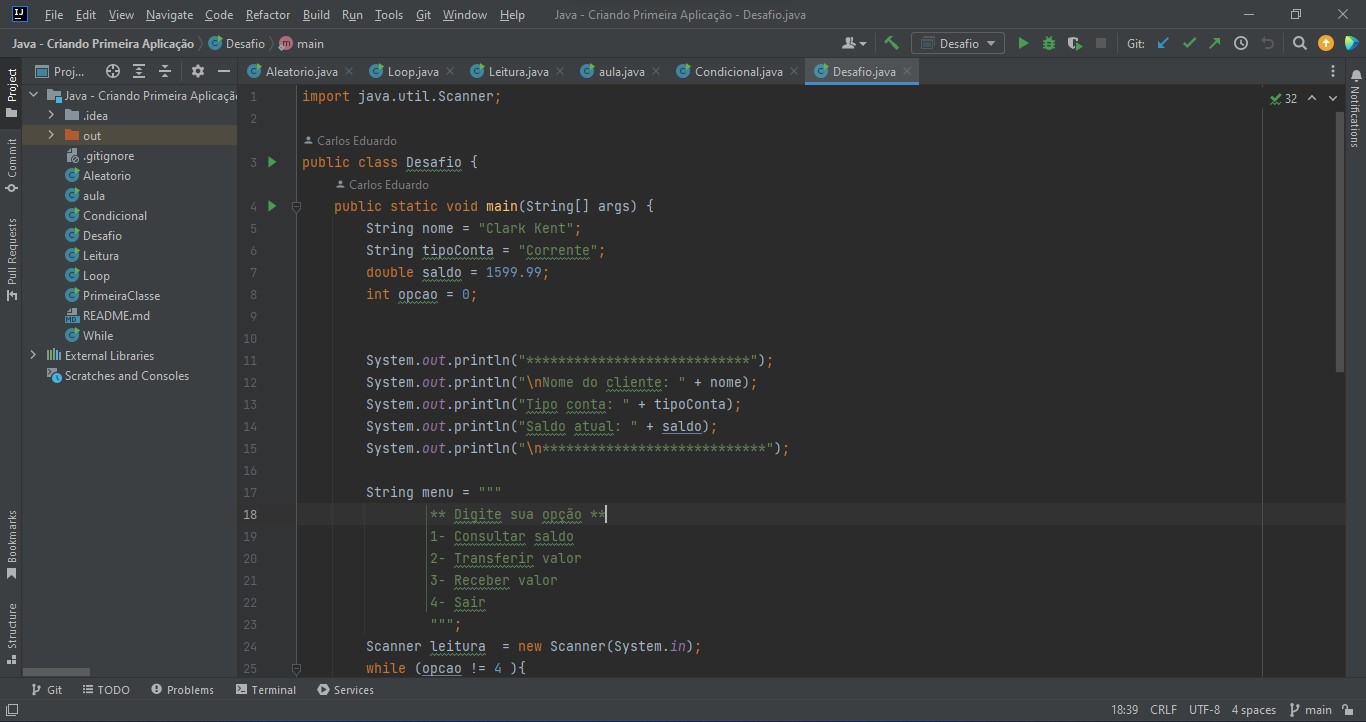 File Edit View Navigate Code Refactor Build Run Tools Git Window Help Java - Criando Primeira Aplicação - Desafio.java
Java - Criando Primeira Aplicação Desafio main Desafio Git:
Project
Commit
Pull Requests
Bookmarks
Structure
Proj...
Java - Criando Primeira Aplicação
.idea
out
.gitignore
Aleatorio
aula
Condicional
Desafio
Leitura
Loop
PrimeiraClasse
README.md
While
External Libraries
Scratches and Consoles
Aleatorio.java Loop.java Leitura.java aula.java Condicional.java Desafio.java
32
Notifications
1 import java.util.Scanner;
2
Carlos Eduardo
3 public class Desafio {
Carlos Eduardo
4 public static void main(String[] args) {
5 String nome = "Clark Kent";
6 String tipoConta = "Corrente";
7 double saldo = 1599.99;
8 int opcao = 0;
9
10
11 System.out.println("****************************");
12 System.out.println("\nNome do cliente: " + nome);
13 System.out.println("Tipo conta: " + tipoConta);
14 System.out.println("Saldo atual: " + saldo);
15 System.out.println("\n****************************");
16
17 String menu = """
18 ** Digite sua opção **
19 1- Consultar saldo
20 2- Transferir valor
21 3- Receber valor
22 4- Sair
23 """;
24 Scanner leitura  = new Scanner(System.in);
25 while (opcao != 4 ){
Git TODO Problems Terminal Services
18:39 CRLF UTF-8 4 spaces main